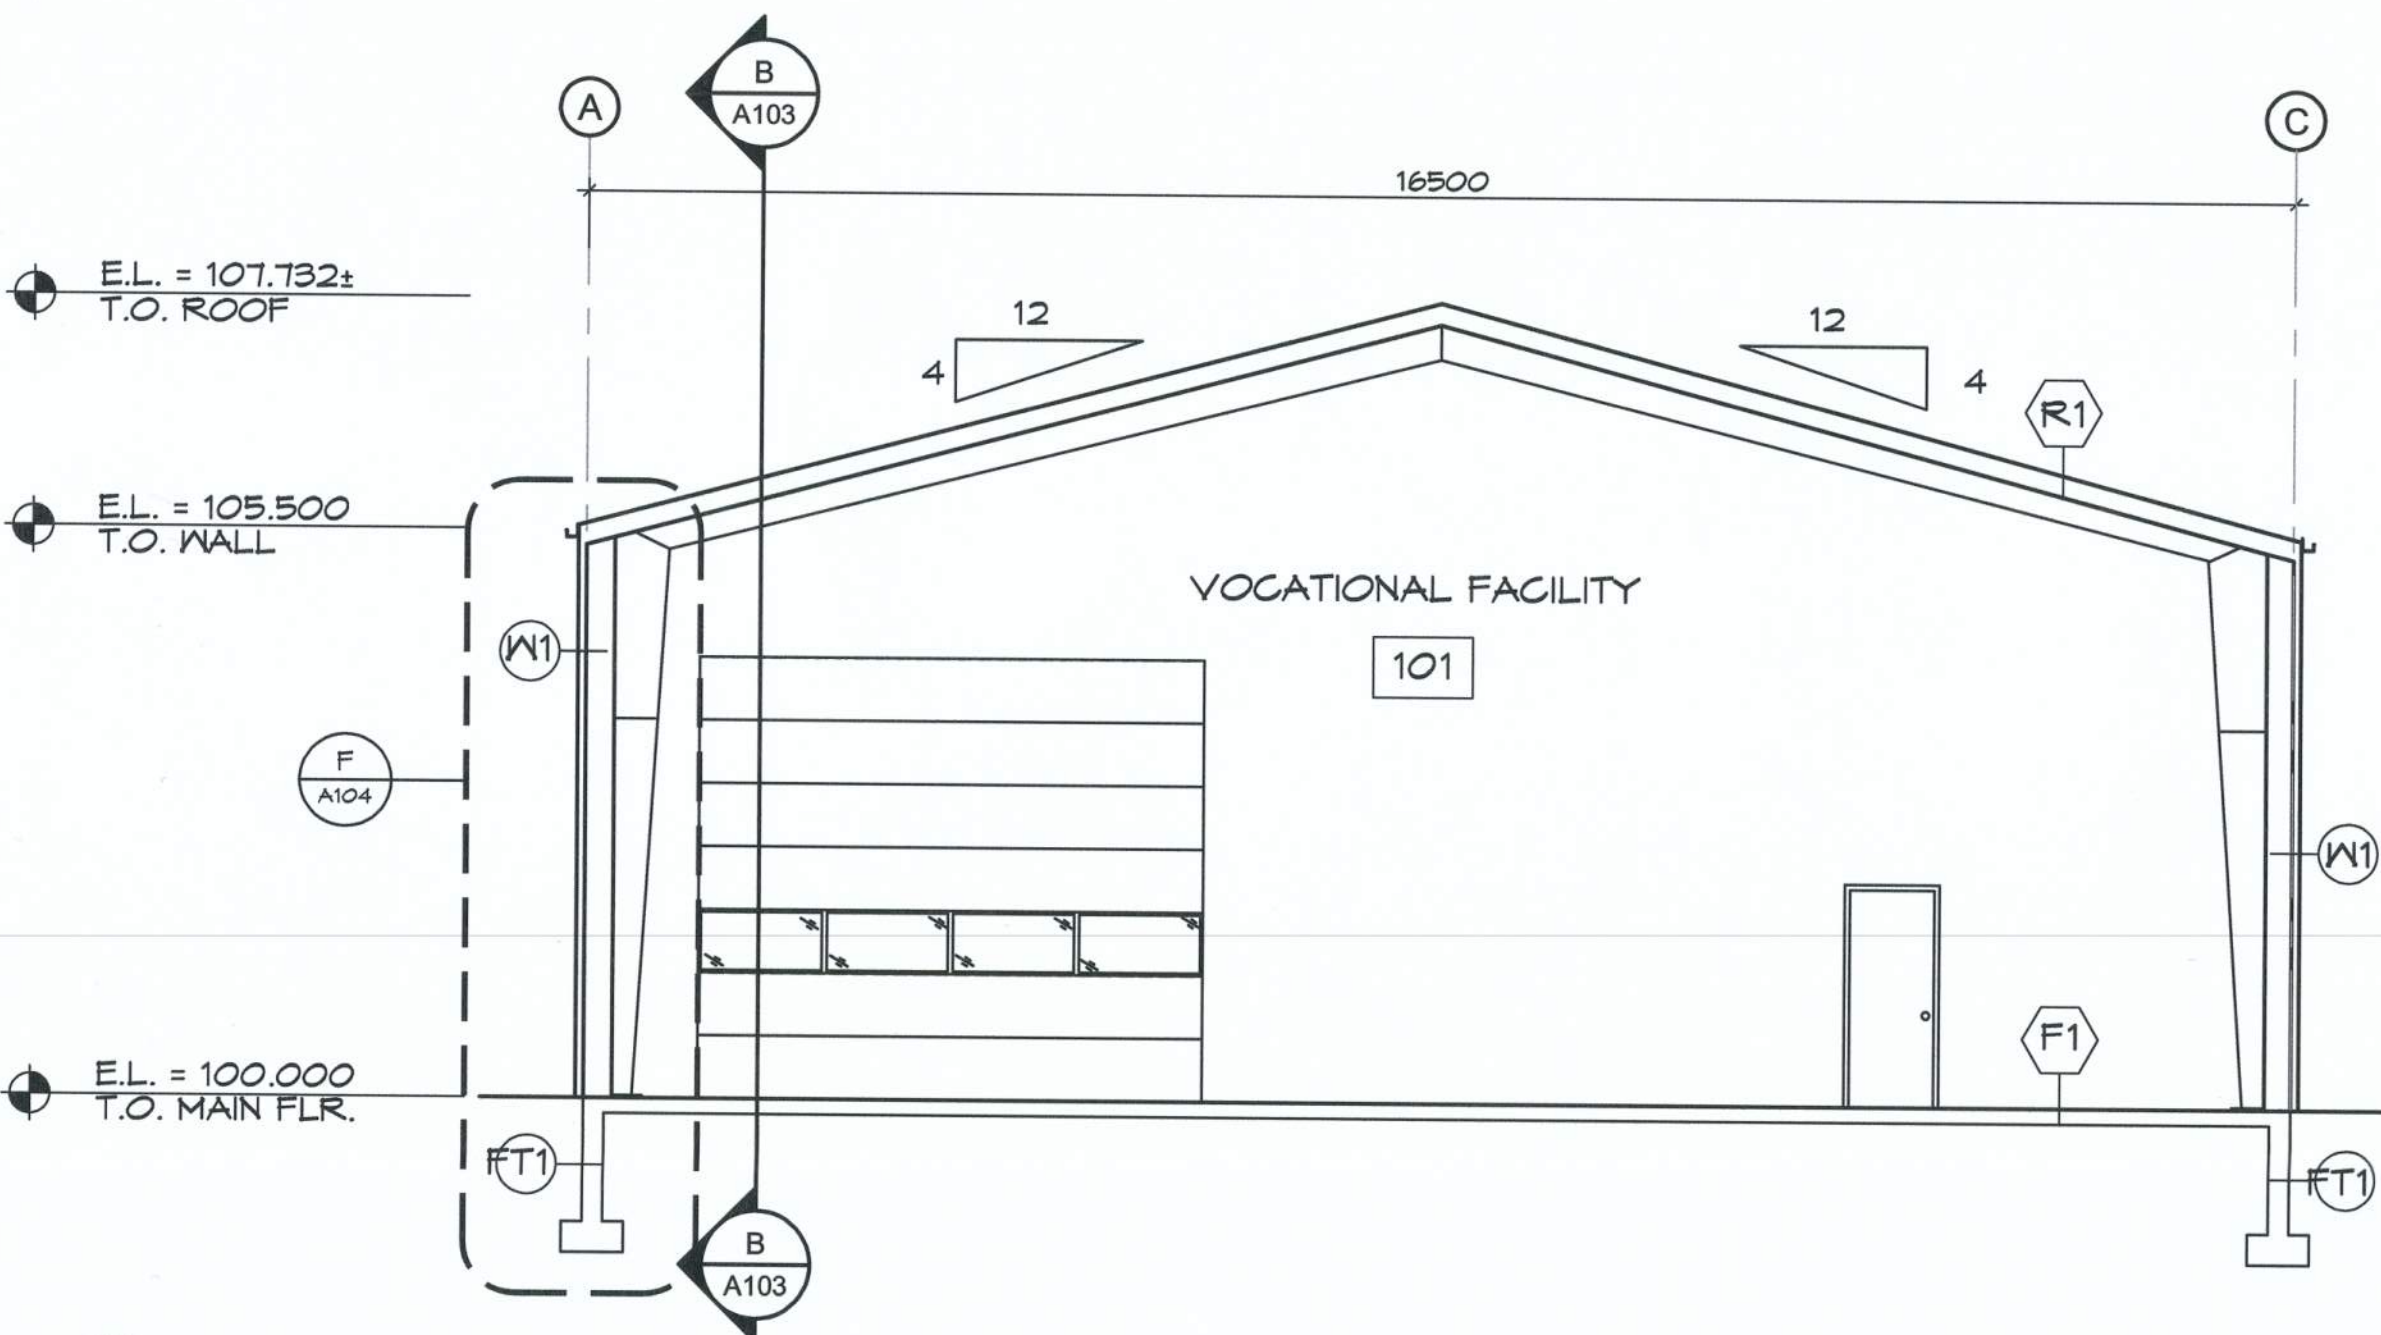 B
A103
A
C
16500
E.L. = 107.732±
T.O. ROOF
12
4
12
4
R1
E.L. = 105.500
T.O. WALL
VOCATIONAL FACILITY
101
W1
F
A104
W1
F1
E.L. = 100.000
T.O. MAIN FLR.
FT1
FT1
B
A103